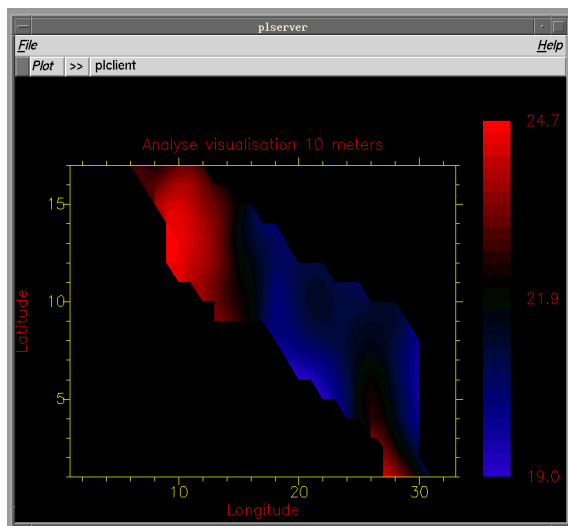 plserver
File Help
Plot >> plclient
24.7
Analyse visualisation 10 meters
15
21.9
10
Latitude
5
19.0
10 20 30
Longitude